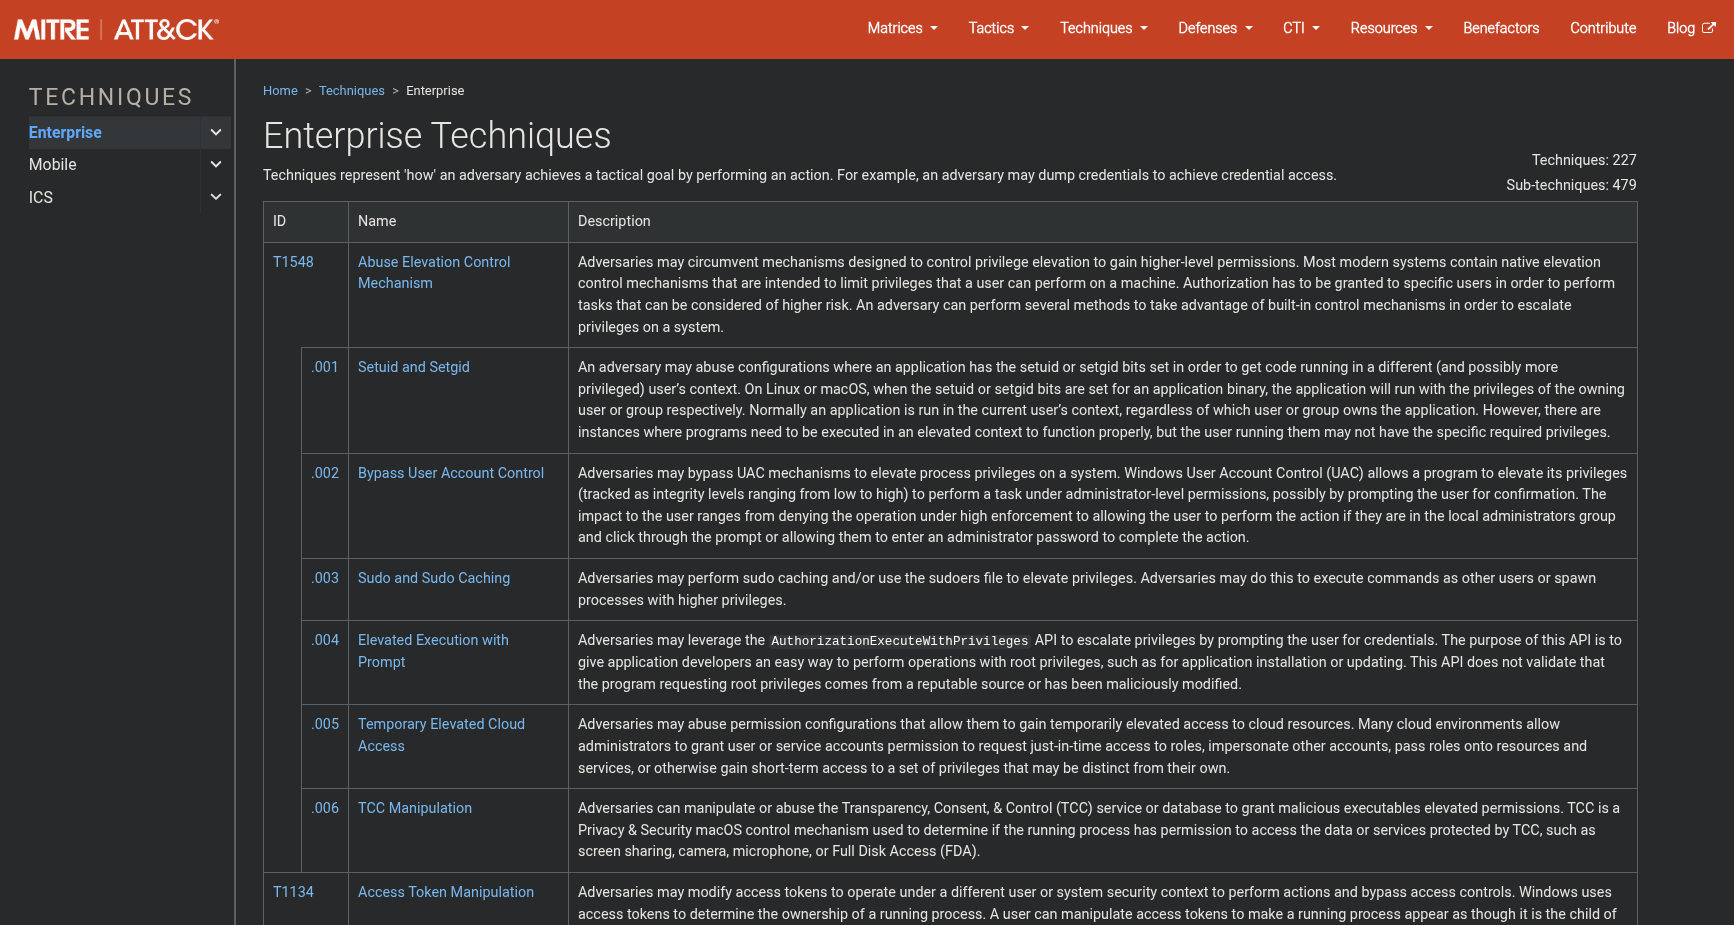 MITRE | ATT&CK®
Matrices
Tactics
Techniques
Defenses
CTI
Resources
Benefactors
Contribute
Blog
TECHNIQUES
Enterprise
Mobile
ICS
Home > Techniques > Enterprise
Enterprise Techniques
Techniques represent 'how' an adversary achieves a tactical goal by performing an action. For example, an adversary may dump credentials to achieve credential access.
Techniques: 227
Sub-techniques: 479
ID
Name
Description
T1548
Abuse Elevation Control
Mechanism
Adversaries may circumvent mechanisms designed to control privilege elevation to gain higher-level permissions. Most modern systems contain native elevation
control mechanisms that are intended to limit privileges that a user can perform on a machine. Authorization has to be granted to specific users in order to perform
tasks that can be considered of higher risk. An adversary can perform several methods to take advantage of built-in control mechanisms in order to escalate
privileges on a system.
.001
Setuid and Setgid
An adversary may abuse configurations where an application has the setuid or setgid bits set in order to get code running in a different (and possibly more
privileged) user’s context. On Linux or macOS, when the setuid or setgid bits are set for an application binary, the application will run with the privileges of the owning
user or group respectively. Normally an application is run in the current user’s context, regardless of which user or group owns the application. However, there are
instances where programs need to be executed in an elevated context to function properly, but the user running them may not have the specific required privileges.
.002
Bypass User Account Control
Adversaries may bypass UAC mechanisms to elevate process privileges on a system. Windows User Account Control (UAC) allows a program to elevate its privileges
(tracked as integrity levels ranging from low to high) to perform a task under administrator-level permissions, possibly by prompting the user for confirmation. The
impact to the user ranges from denying the operation under high enforcement to allowing the user to perform the action if they are in the local administrators group
and click through the prompt or allowing them to enter an administrator password to complete the action.
.003
Sudo and Sudo Caching
Adversaries may perform sudo caching and/or use the sudoers file to elevate privileges. Adversaries may do this to execute commands as other users or spawn
processes with higher privileges.
.004
Elevated Execution with
Prompt
Adversaries may leverage the AuthorizationExecuteWithPrivileges API to escalate privileges by prompting the user for credentials. The purpose of this API is to
give application developers an easy way to perform operations with root privileges, such as for application installation or updating. This API does not validate that
the program requesting root privileges comes from a reputable source or has been maliciously modified.
.005
Temporary Elevated Cloud
Access
Adversaries may abuse permission configurations that allow them to gain temporarily elevated access to cloud resources. Many cloud environments allow
administrators to grant user or service accounts permission to request just-in-time access to roles, impersonate other accounts, pass roles onto resources and
services, or otherwise gain short-term access to a set of privileges that may be distinct from their own.
.006
TCC Manipulation
Adversaries can manipulate or abuse the Transparency, Consent, & Control (TCC) service or database to grant malicious executables elevated permissions. TCC is a
Privacy & Security macOS control mechanism used to determine if the running process has permission to access the data or services protected by TCC, such as
screen sharing, camera, microphone, or Full Disk Access (FDA).
T1134
Access Token Manipulation
Adversaries may modify access tokens to operate under a different user or system security context to perform actions and bypass access controls. Windows uses
access tokens to determine the ownership of a running process. A user can manipulate access tokens to make a running process appear as though it is the child of